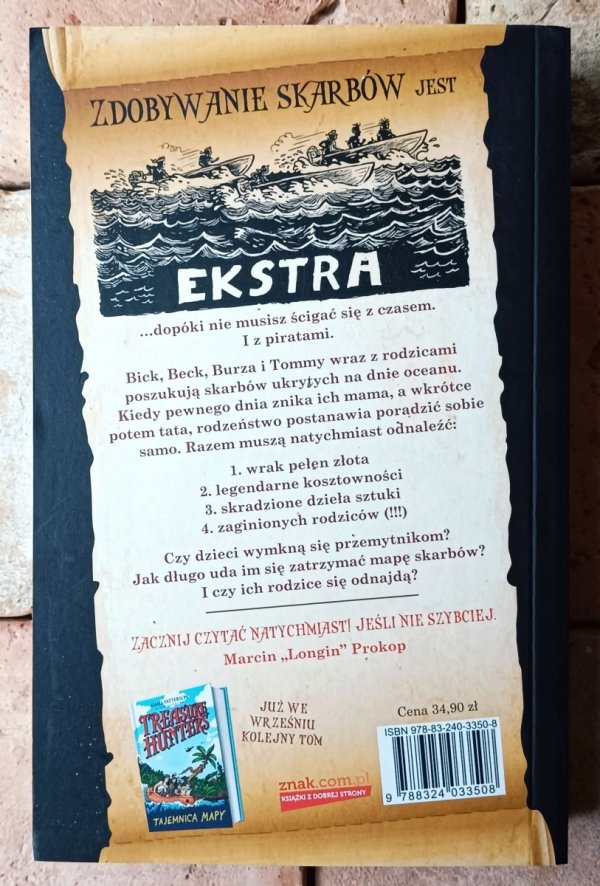 ZDOBYWANIE SKARBÓW JEST
EKSTRA
...dopóki nie musisz ścigać się z czasem.
I z piratami.
Bick, Beck, Burza i Tommy wraz z rodzicami
poszukują skarbów ukrytych na dnie oceanu.
Kiedy pewnego dnia znika ich mama, a wkrótce
potem tata, rodzeństwo postanawia poradzić sobie
samo. Razem muszą natychmiast odnaleźć:
1. wrak pełen złota
2. legendarne kosztowności
3. skradzione dzieła sztuki
4. zaginionych rodziców (!!!)
Czy dzieci wymkną się przemytnikom?
Jak długo uda im się zatrzymać mapę skarbów?
I czy ich rodzice się odnajdą?
ZACZNIJ CZYTAĆ NATYCHMIAST! JEŚLI NIE SZYBCIEJ.
Marcin „Longin” Prokop
JAMES PATTERSON
TREASURE
HUNTERS
TAJEMNICA MAPY
JUŻ WE
WRZEŚNIU
KOLEJNY TOM
znak.com.pl
KSIĄŻKI Z DOBREJ STRONY
Cena 34,90 zł
ISBN 978-83-240-3350-8
9 788324 033508